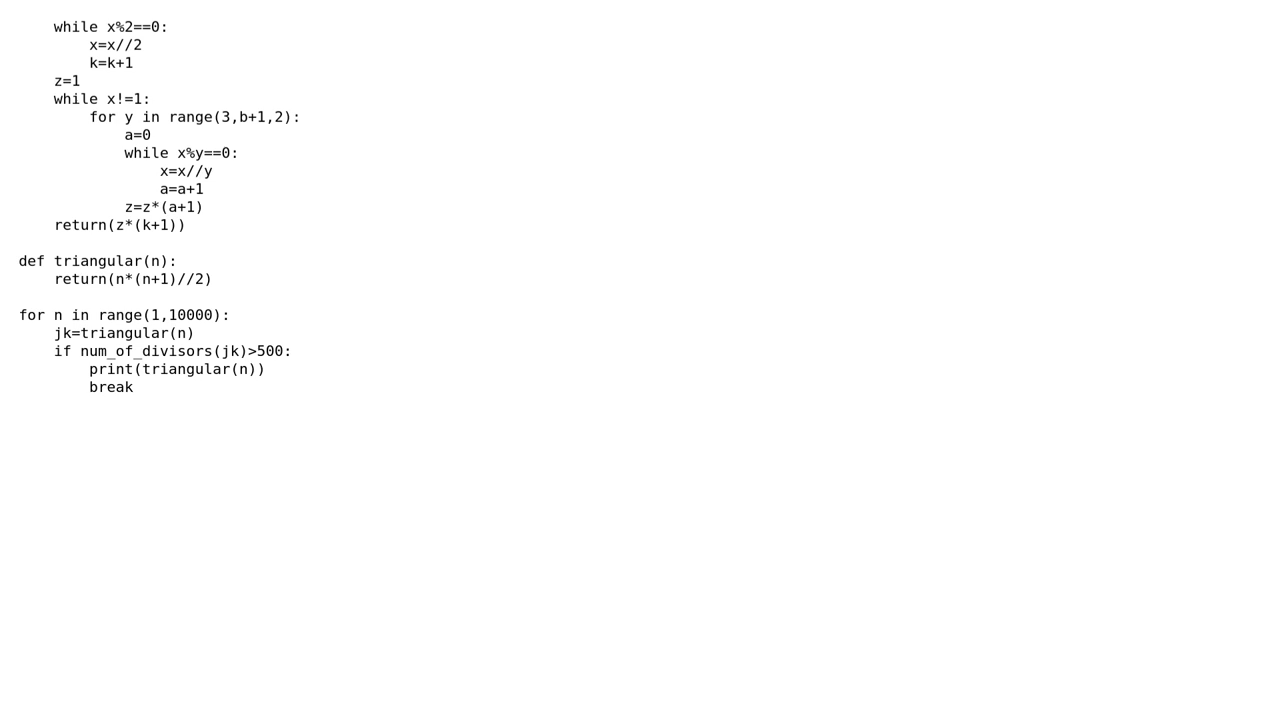 while x%2==0:
        x=x//2
        k=k+1
    z=1
    while x!=1:
        for y in range(3,b+1,2):
            a=0
            while x%y==0:
                x=x//y
                a=a+1
            z=z*(a+1)
    return(z*(k+1))

def triangular(n):
    return(n*(n+1)//2)

for n in range(1,10000):
    jk=triangular(n)
    if num_of_divisors(jk)>500:
        print(triangular(n))
        break